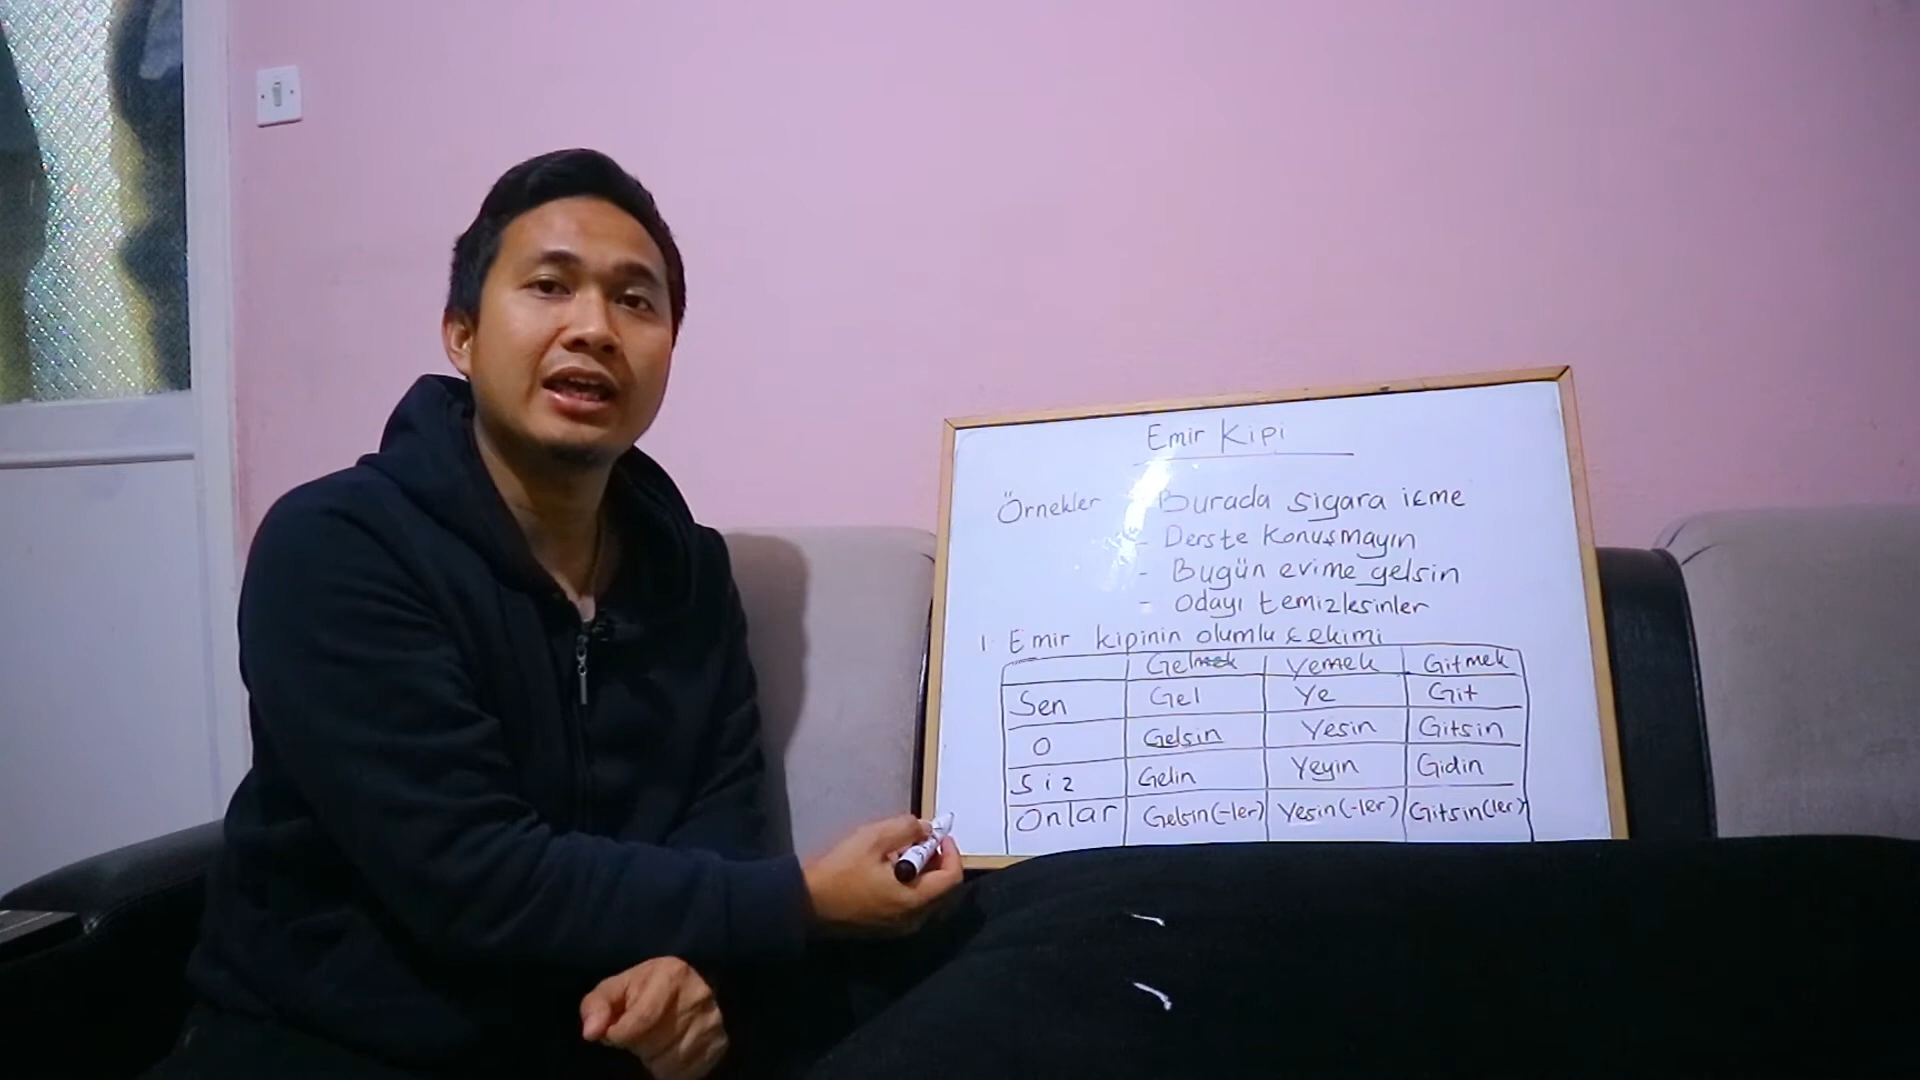 Emir Kipi
Örnekler - Burada sigara içme
- Derste konuşmayın
- Bugün evime gelsin
- Odayı temizlesinler
1. Emir kipinin olumlu çekimi
Gelmek Yemek Gitmek
Sen Gel Ye Git
O Gelsin Yesin Gitsin
Siz Gelin Yeyin Gidin
Onlar Gelsin(-ler) Yesin(-ler) Gitsin(ler)